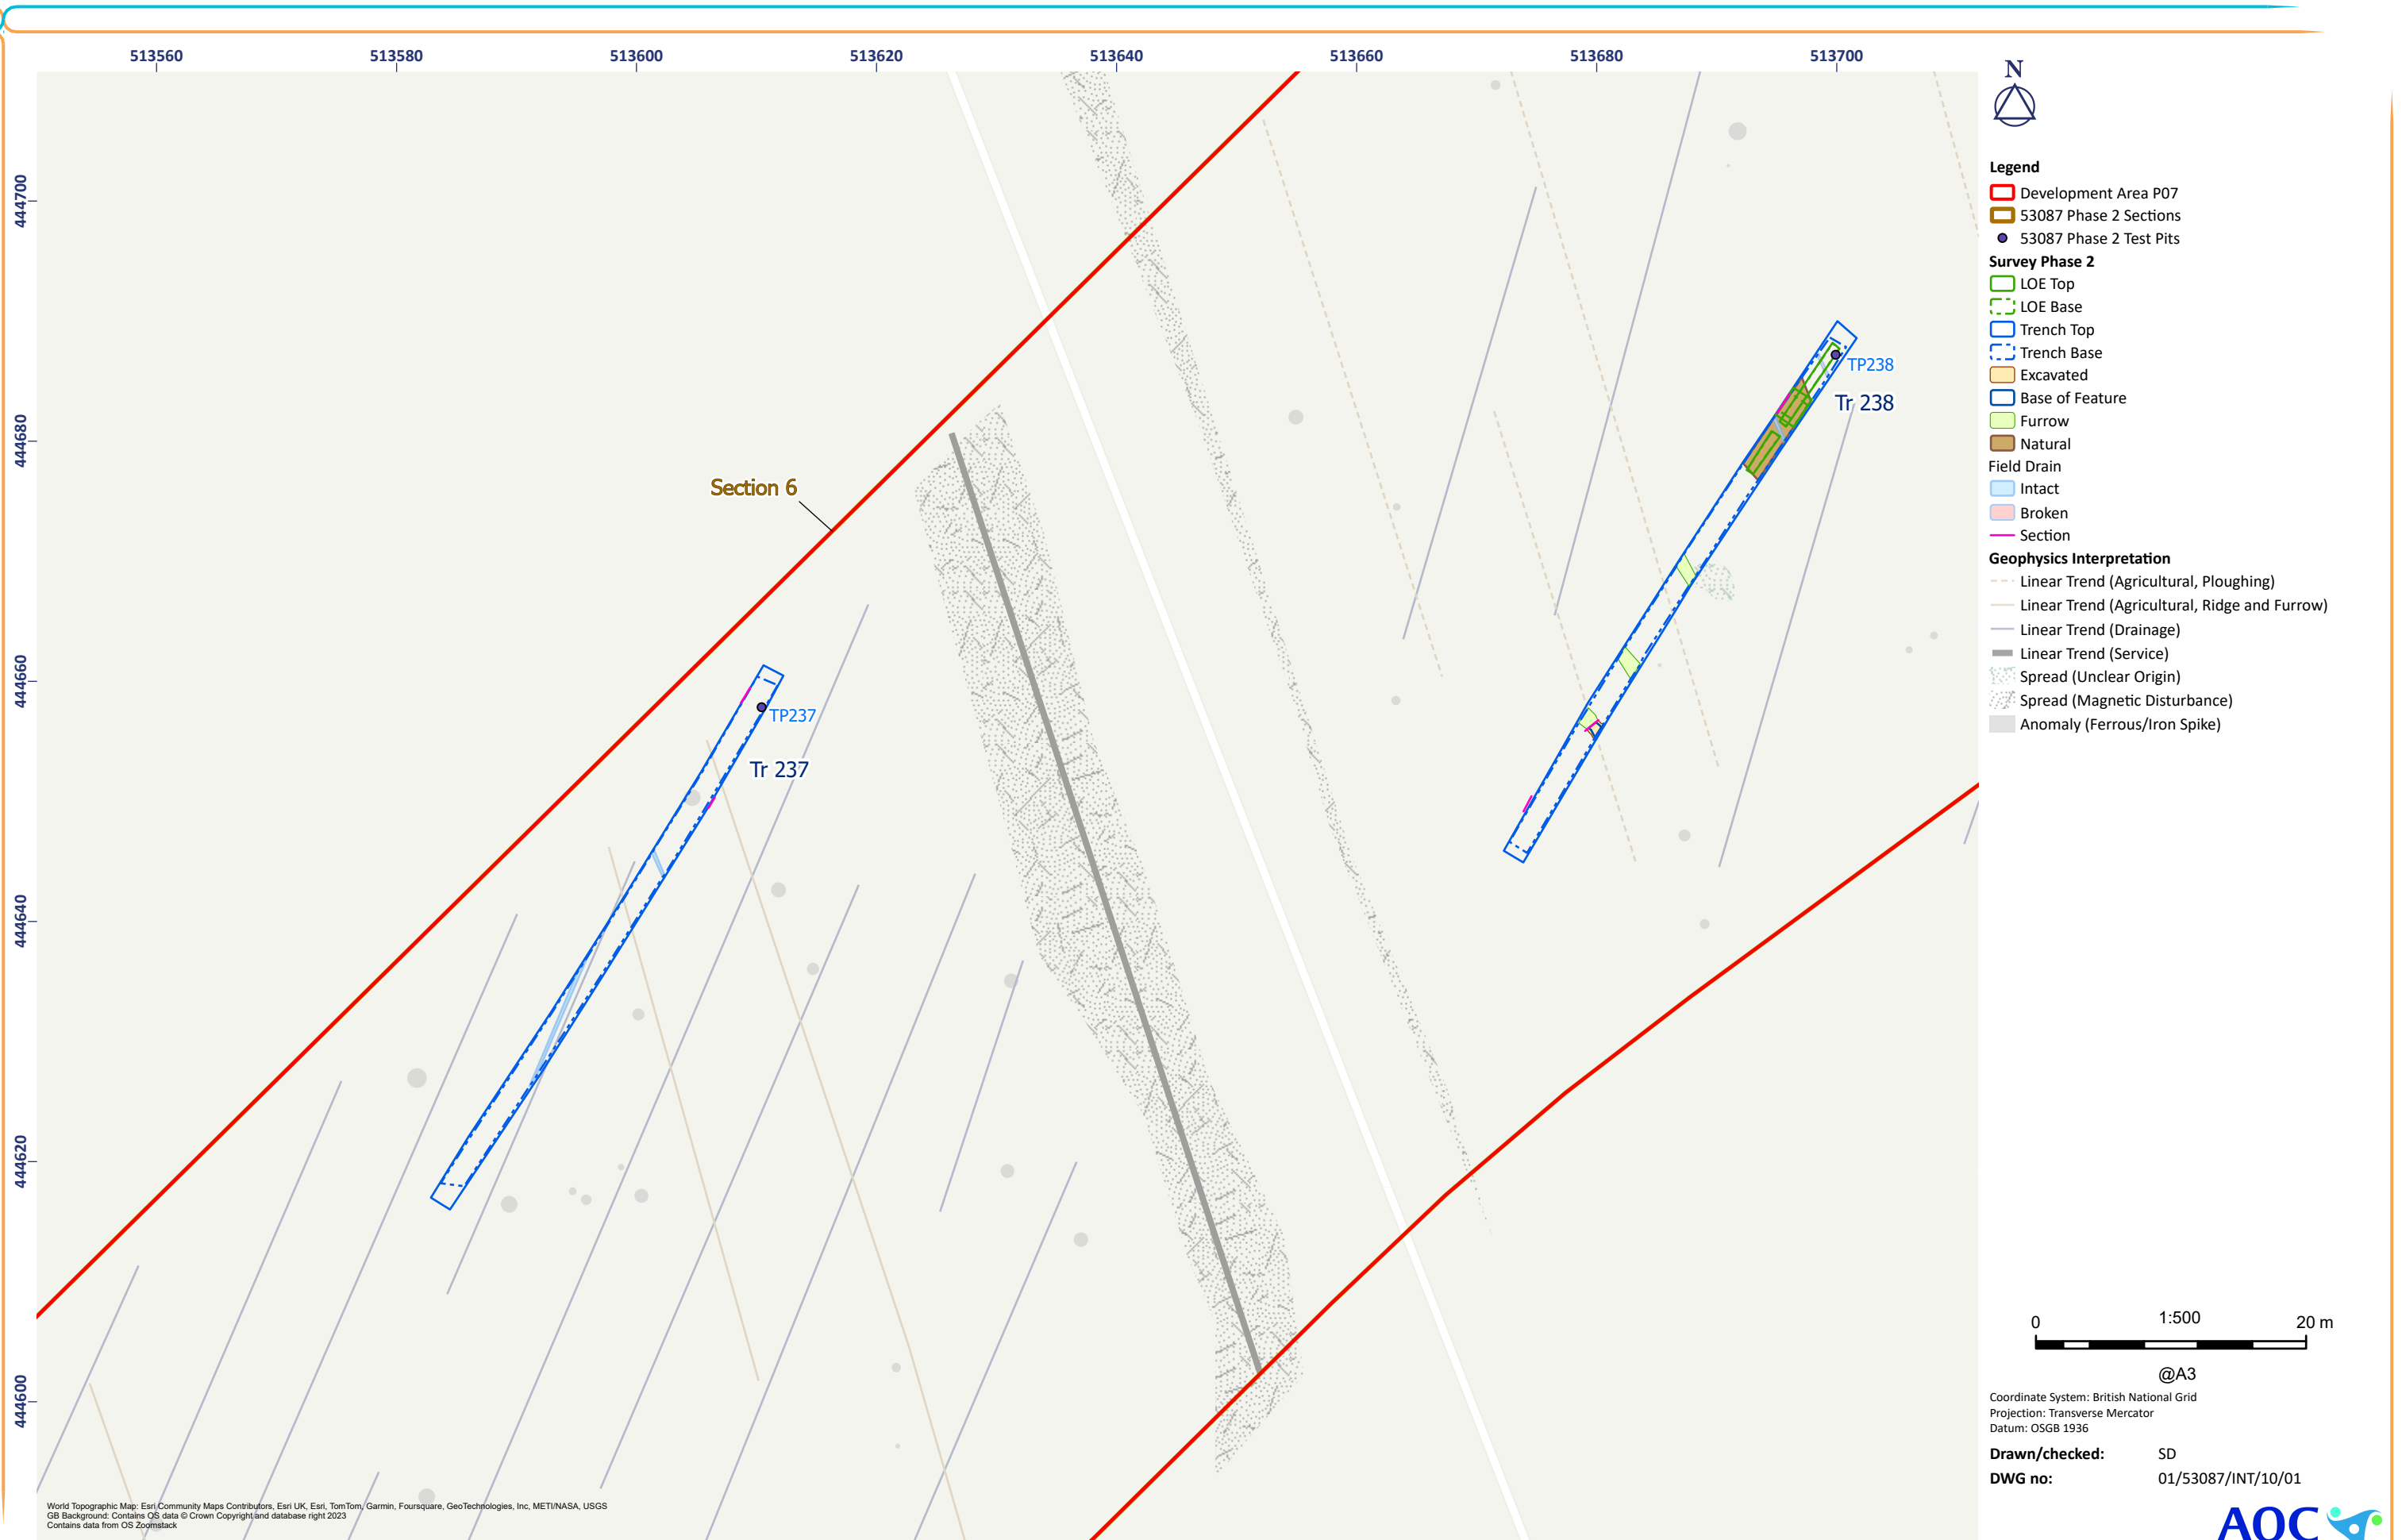 513560 513580 513600 513620 513640 513660 513680 513700
N
444700
444680
444660
444640
444620
444600
Section 6
TP237
Tr 237
TP238
Tr 238
Legend
Development Area P07
53087 Phase 2 Sections
53087 Phase 2 Test Pits
Survey Phase 2
LOE Top
LOE Base
Trench Top
Trench Base
Excavated
Base of Feature
Furrow
Natural
Field Drain
Intact
Broken
Section
Geophysics Interpretation
Linear Trend (Agricultural, Ploughing)
Linear Trend (Agricultural, Ridge and Furrow)
Linear Trend (Drainage)
Linear Trend (Service)
Spread (Unclear Origin)
Spread (Magnetic Disturbance)
Anomaly (Ferrous/Iron Spike)
0 1:500 20 m
@A3
Coordinate System: British National Grid
Projection: Transverse Mercator
Datum: OSGB 1936
Drawn/checked: SD
DWG no: 01/53087/INT/10/01
AOC
World Topographic Map: Esri Community Maps Contributors, Esri UK, Esri, TomTom, Garmin, Foursquare, GeoTechnologies, Inc, METI/NASA, USGS
GB Background: Contains OS data © Crown Copyright and database right 2023
Contains data from OS Zoomstack